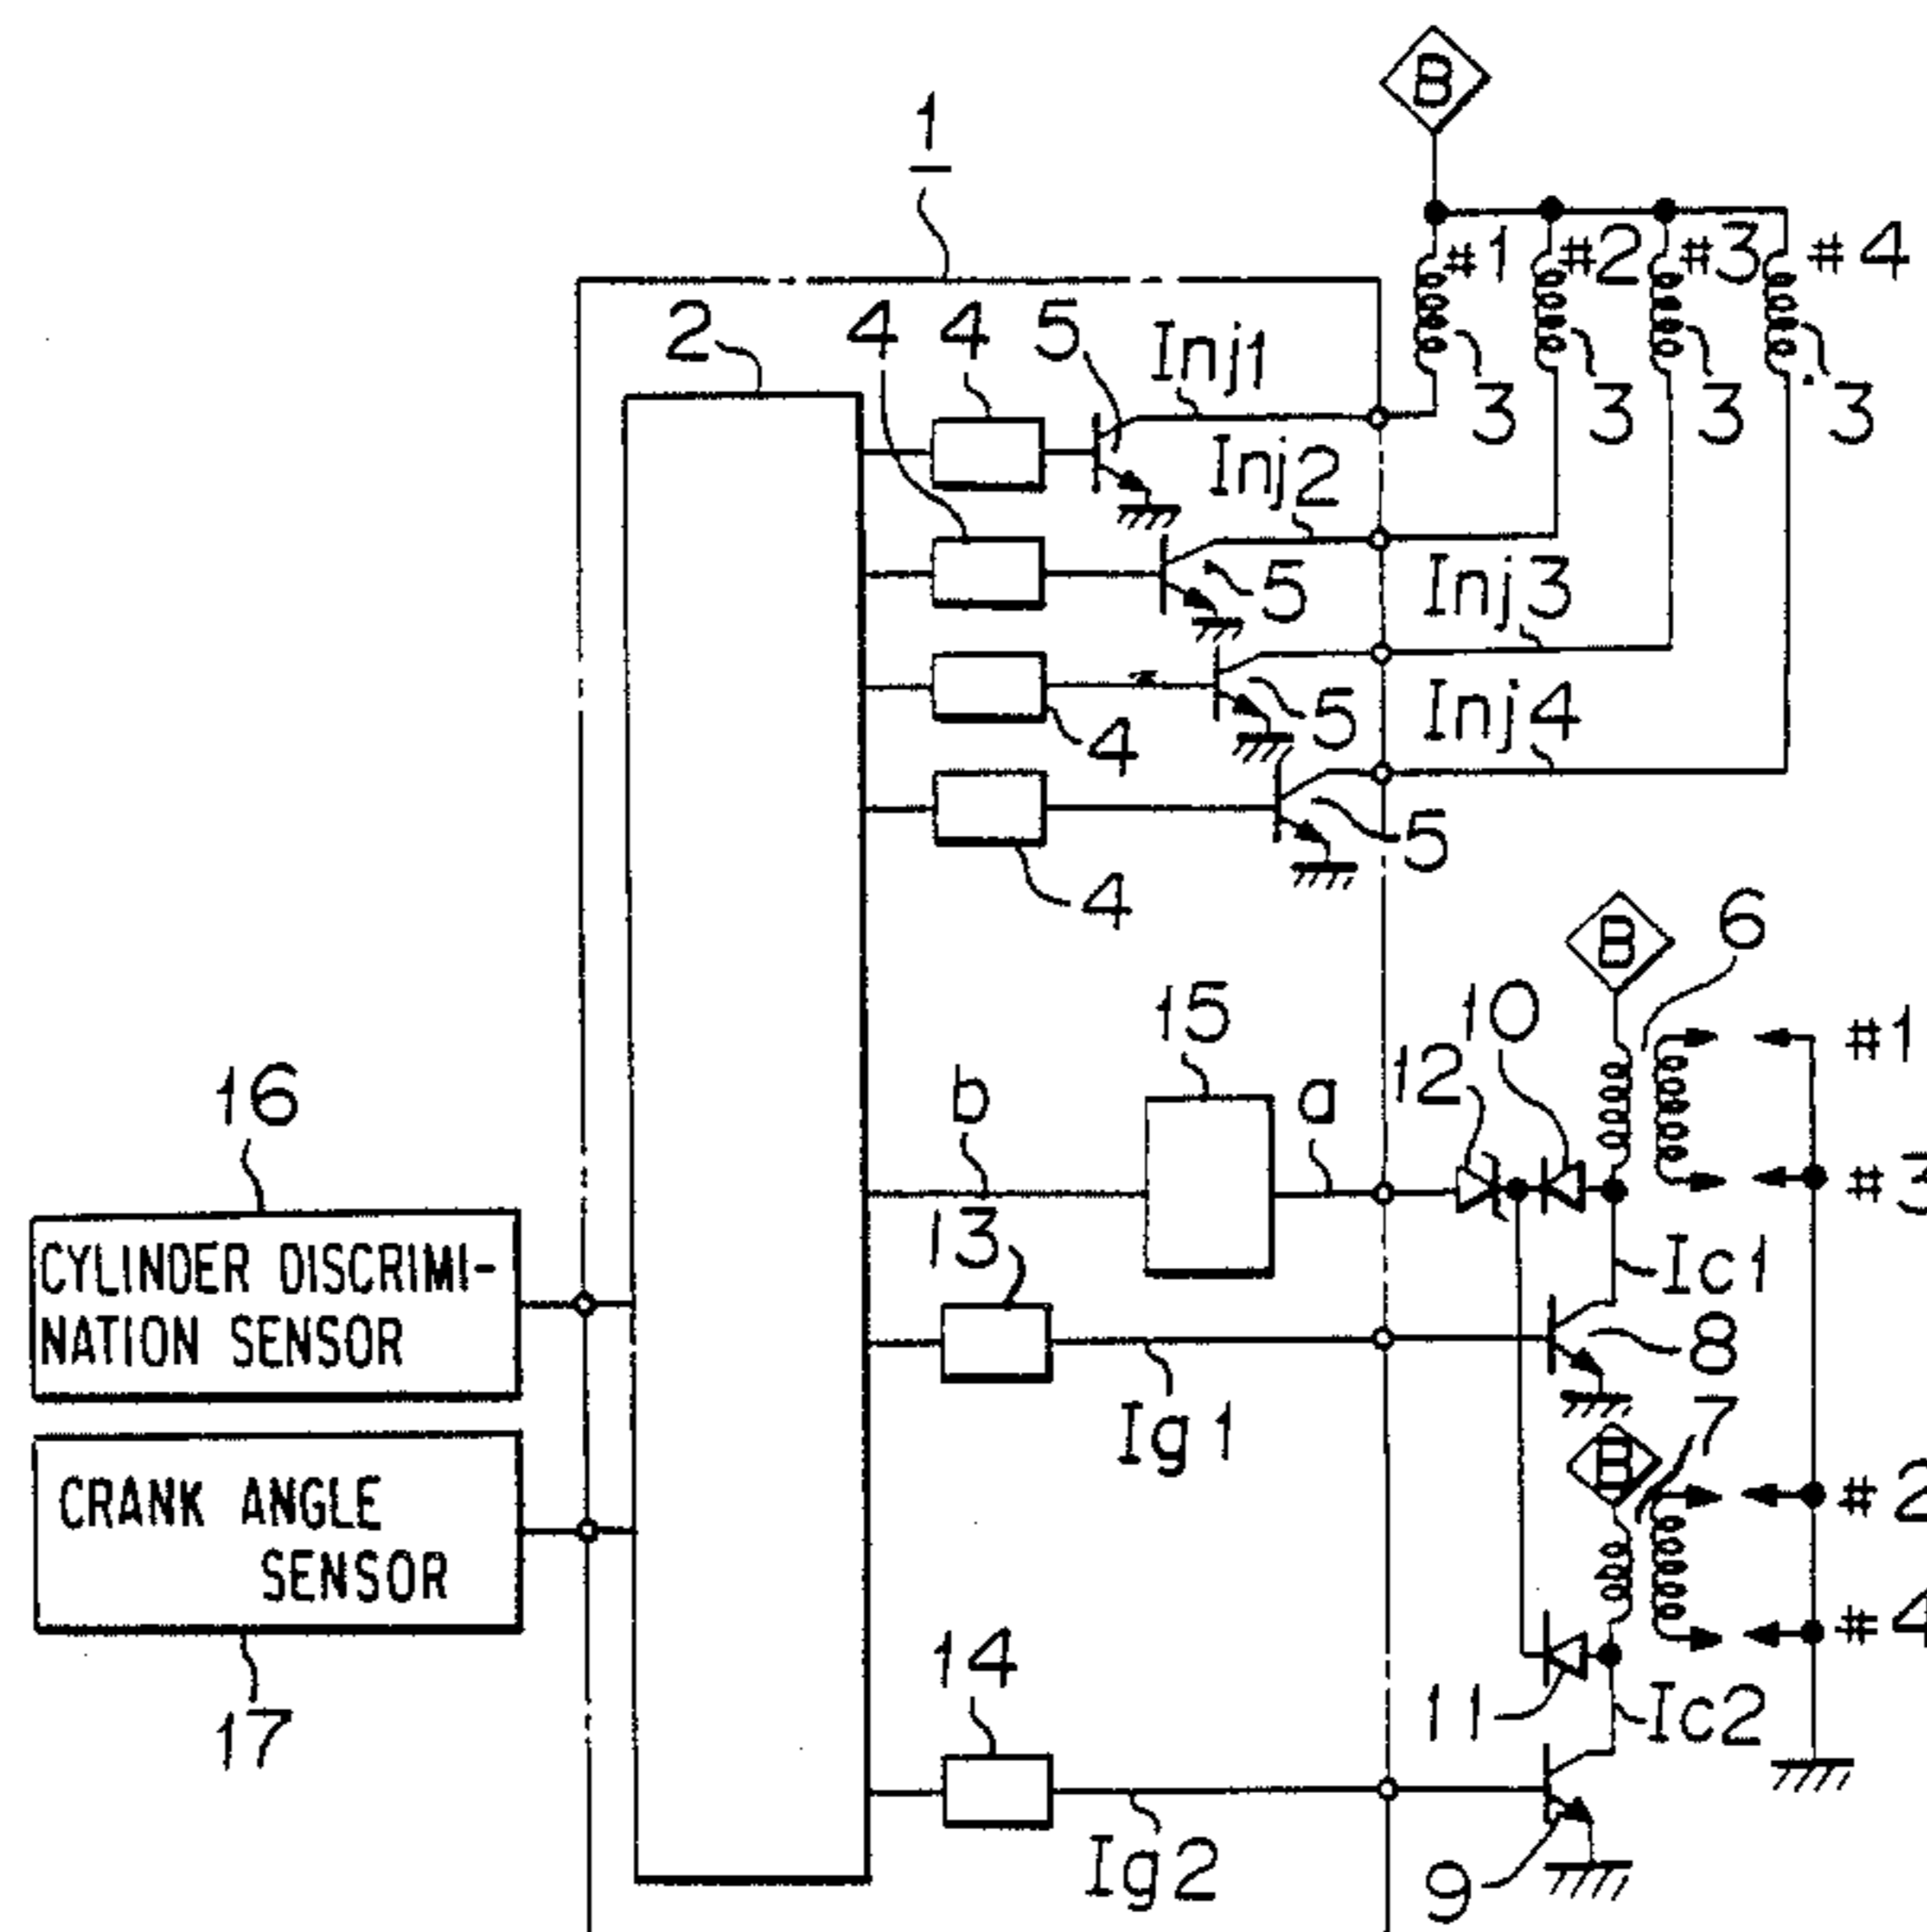 B
1
#1 #2 #3 #4
2 4 4 5 Inj1
3 3 3 3
Inj2
4
5 Inj3
5 Inj4
4
5
4
B 6
15 10 #1
12
16 b a
13 #3
CYLINDER DISCRIMI-
NATION SENSOR
Ic1
8
Ig1
7
B
CRANK ANGLE
SENSOR
#2
14 #4
17 11 Ic2
Ig2 9